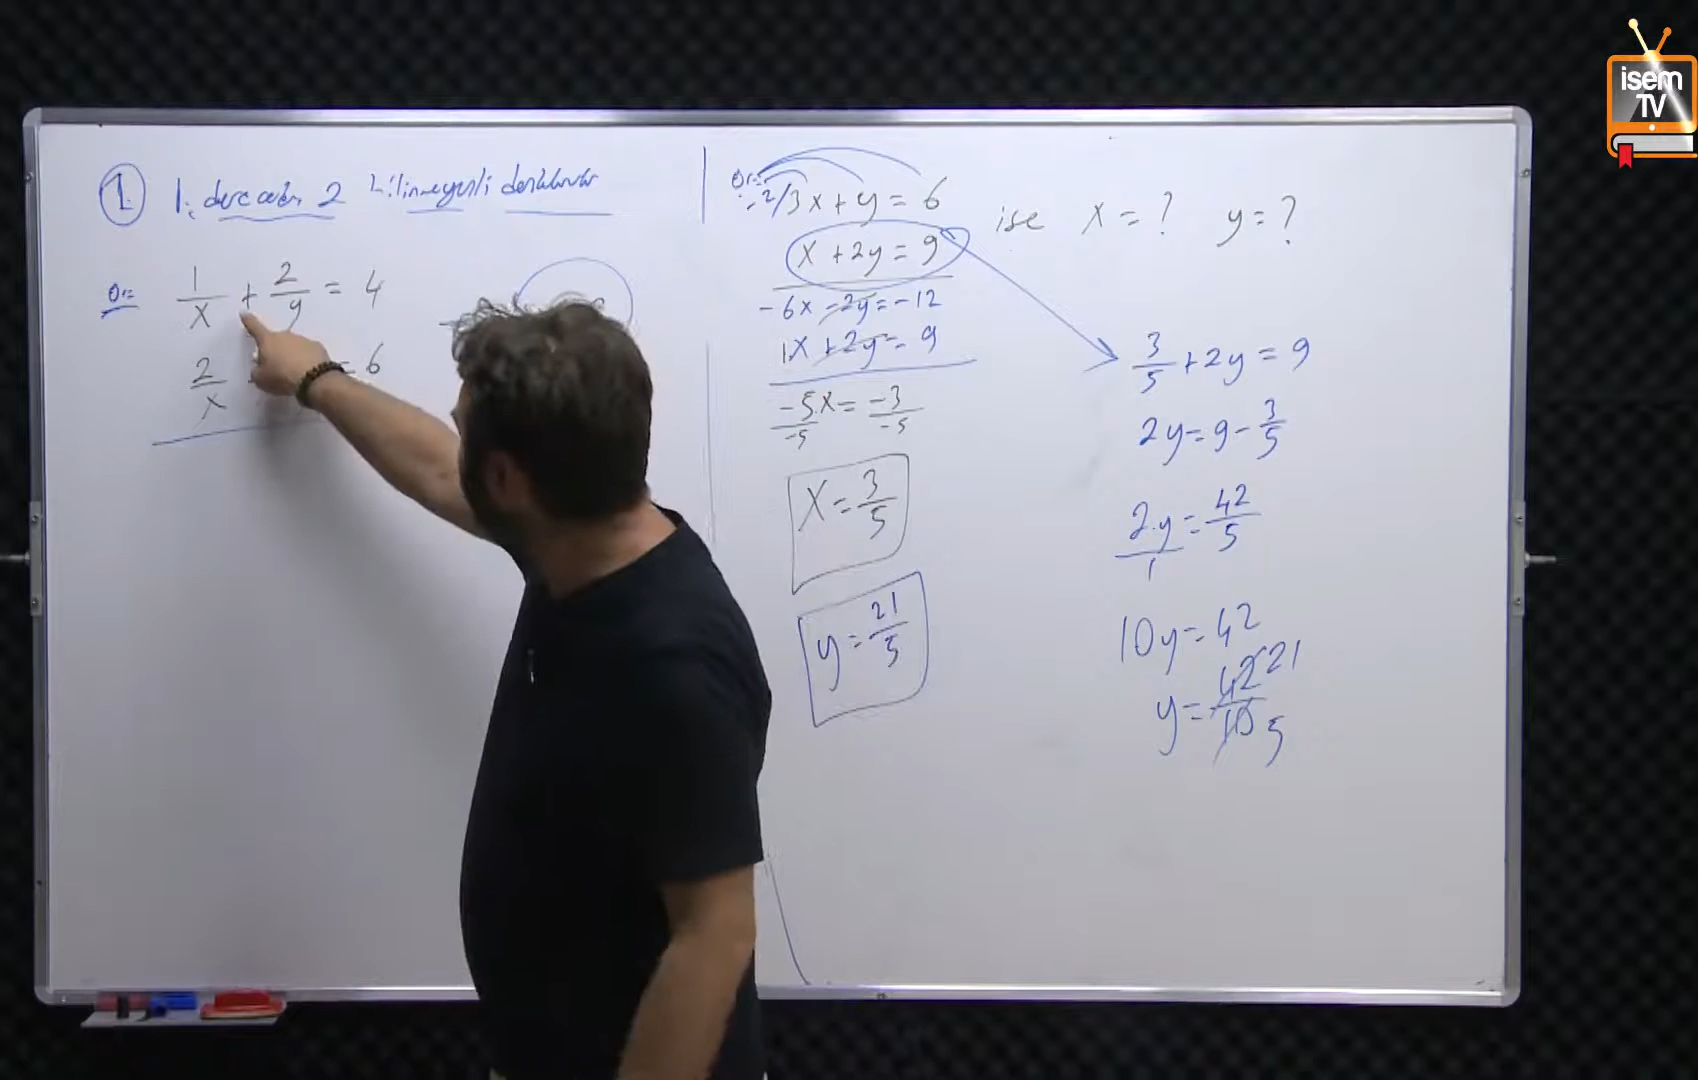 ① 1. dereceden 2 bilinmeyenli denklemler
Ör: 1/x + 2/y = 4
2/x = 6
Ör:
-2/ 3x + y = 6
x + 2y = 9
ise x = ? y = ?
-6x - 2y = -12
1x + 2y = 9
-5x/-5 = -3/-5
x = 3/5
y = 21/5
3/5 + 2y = 9
2y = 9 - 3/5
2y/1 = 42/5
10y = 42
y = 42/10 21 5
isem
TV